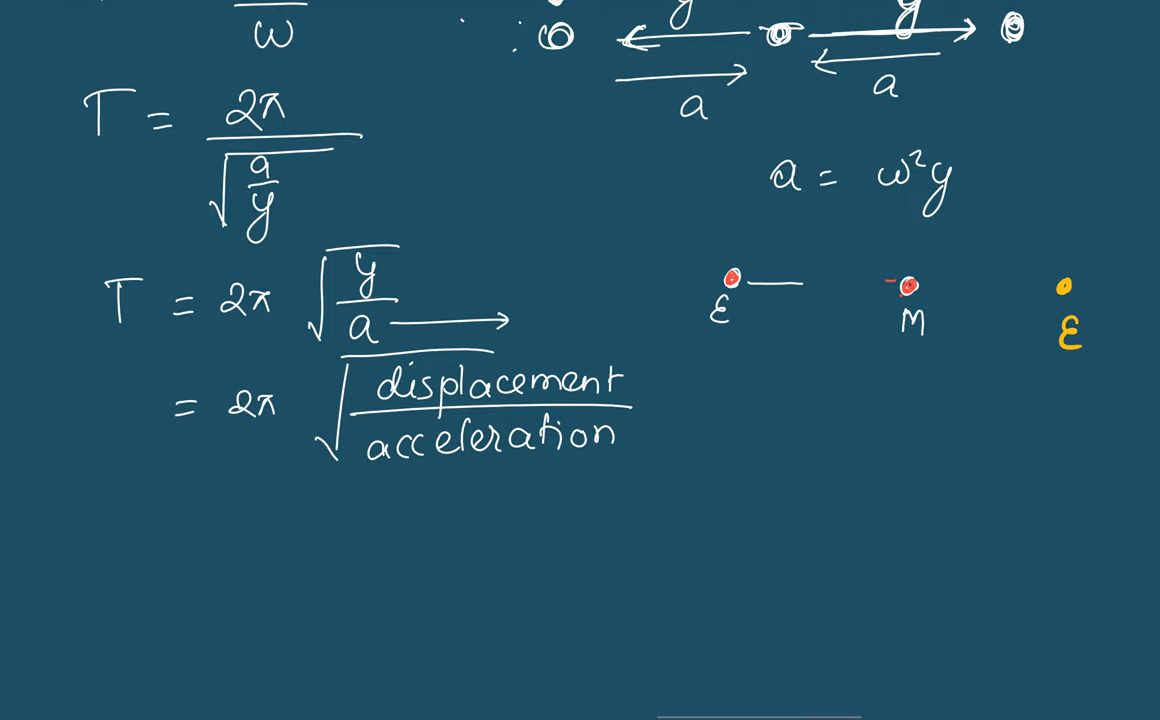 ω
y y
a a
T = 2π / √(a/y)
a = ω²y
T = 2π √(y/a)
E M E
= 2π √(displacement/acceleration)